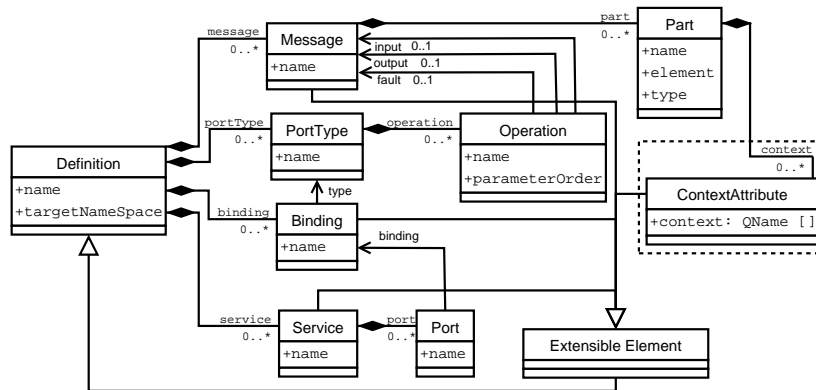 message
0..*
Message
+name
part
0..*
Part
+name
+element
+type
input 0..1
output 0..1
fault 0..1
portType
0..*
PortType
+name
operation
0..*
Operation
+name
+parameterOrder
context
0..*
ContextAttribute
+context: QName []
Definition
+name
+targetNameSpace
type
binding
0..*
Binding
+name
binding
service
0..*
Service
+name
port
0..*
Port
+name
Extensible Element